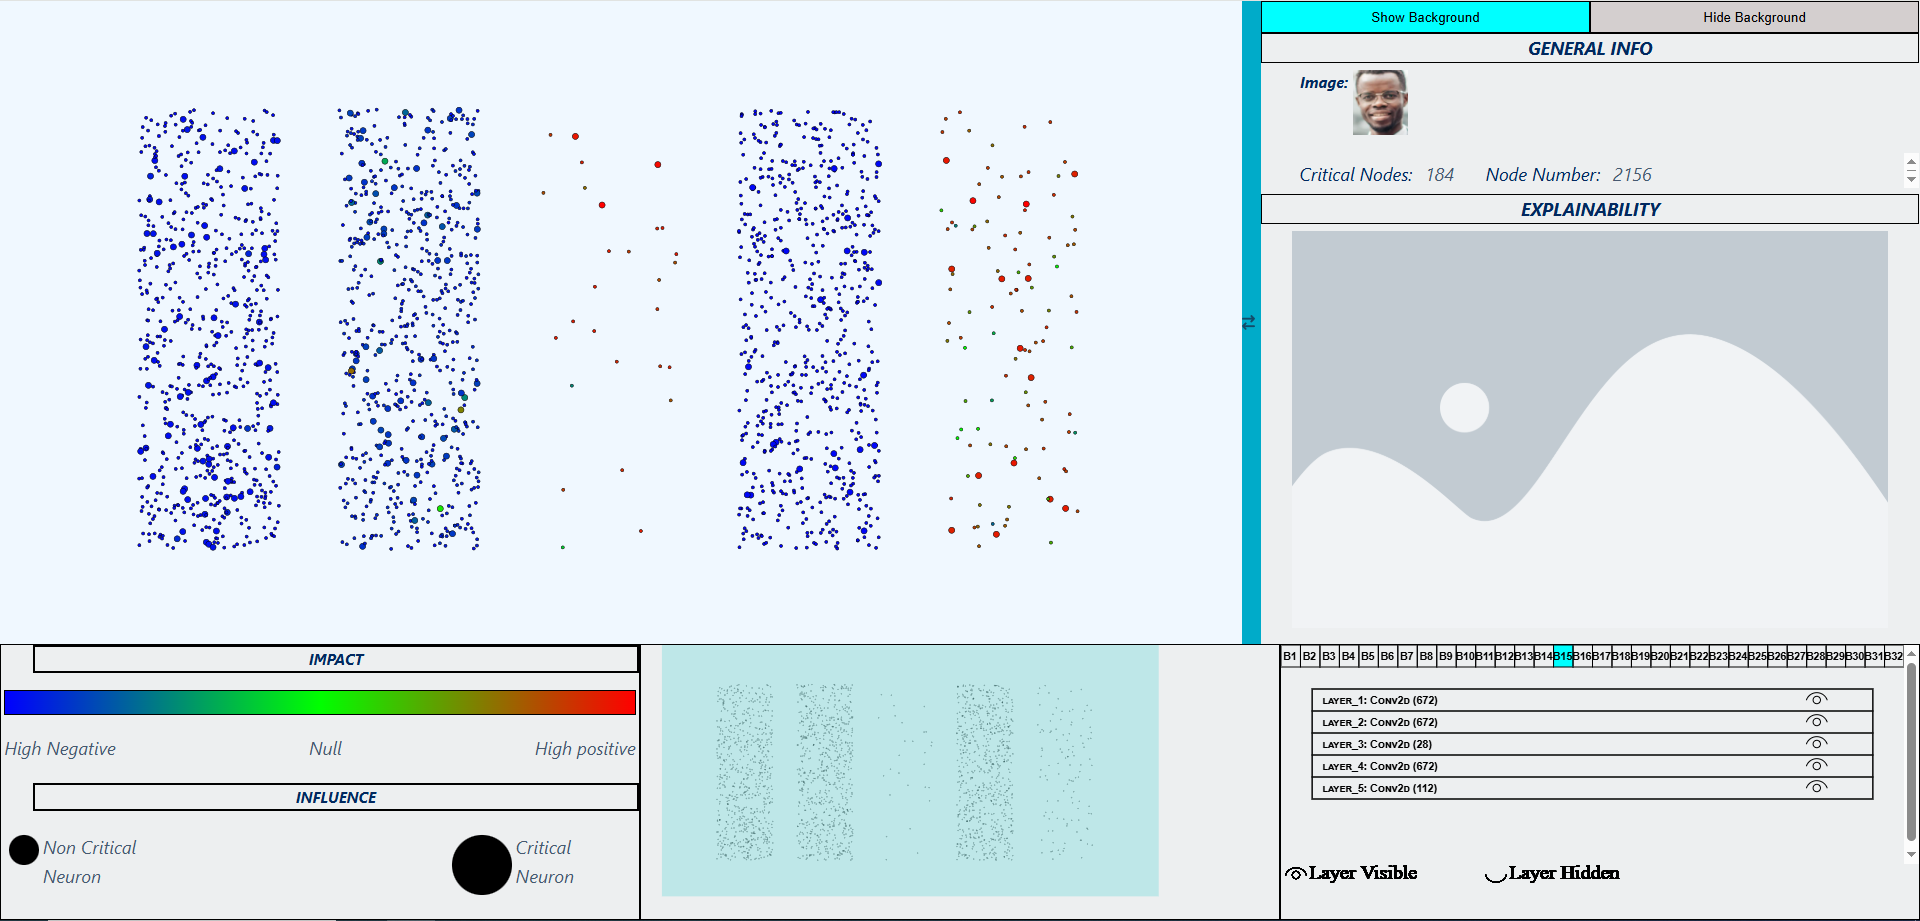 Show Background Hide Background
GENERAL INFO
Image:
Critical Nodes: 184 Node Number: 2156
EXPLAINABILITY
IMPACT
High Negative Null High positive
INFLUENCE
Non Critical Neuron
Critical Neuron
B1 B2 B3 B4 B5 B6 B7 B8 B9 B10 B11 B12 B13 B14 B15 B16 B17 B18 B19 B20 B21 B22 B23 B24 B25 B26 B27 B28 B29 B30 B31 B32
LAYER_1: Conv2D (672)
LAYER_2: Conv2D (672)
LAYER_3: Conv2D (28)
LAYER_4: Conv2D (672)
LAYER_5: Conv2D (112)
Layer Visible Layer Hidden